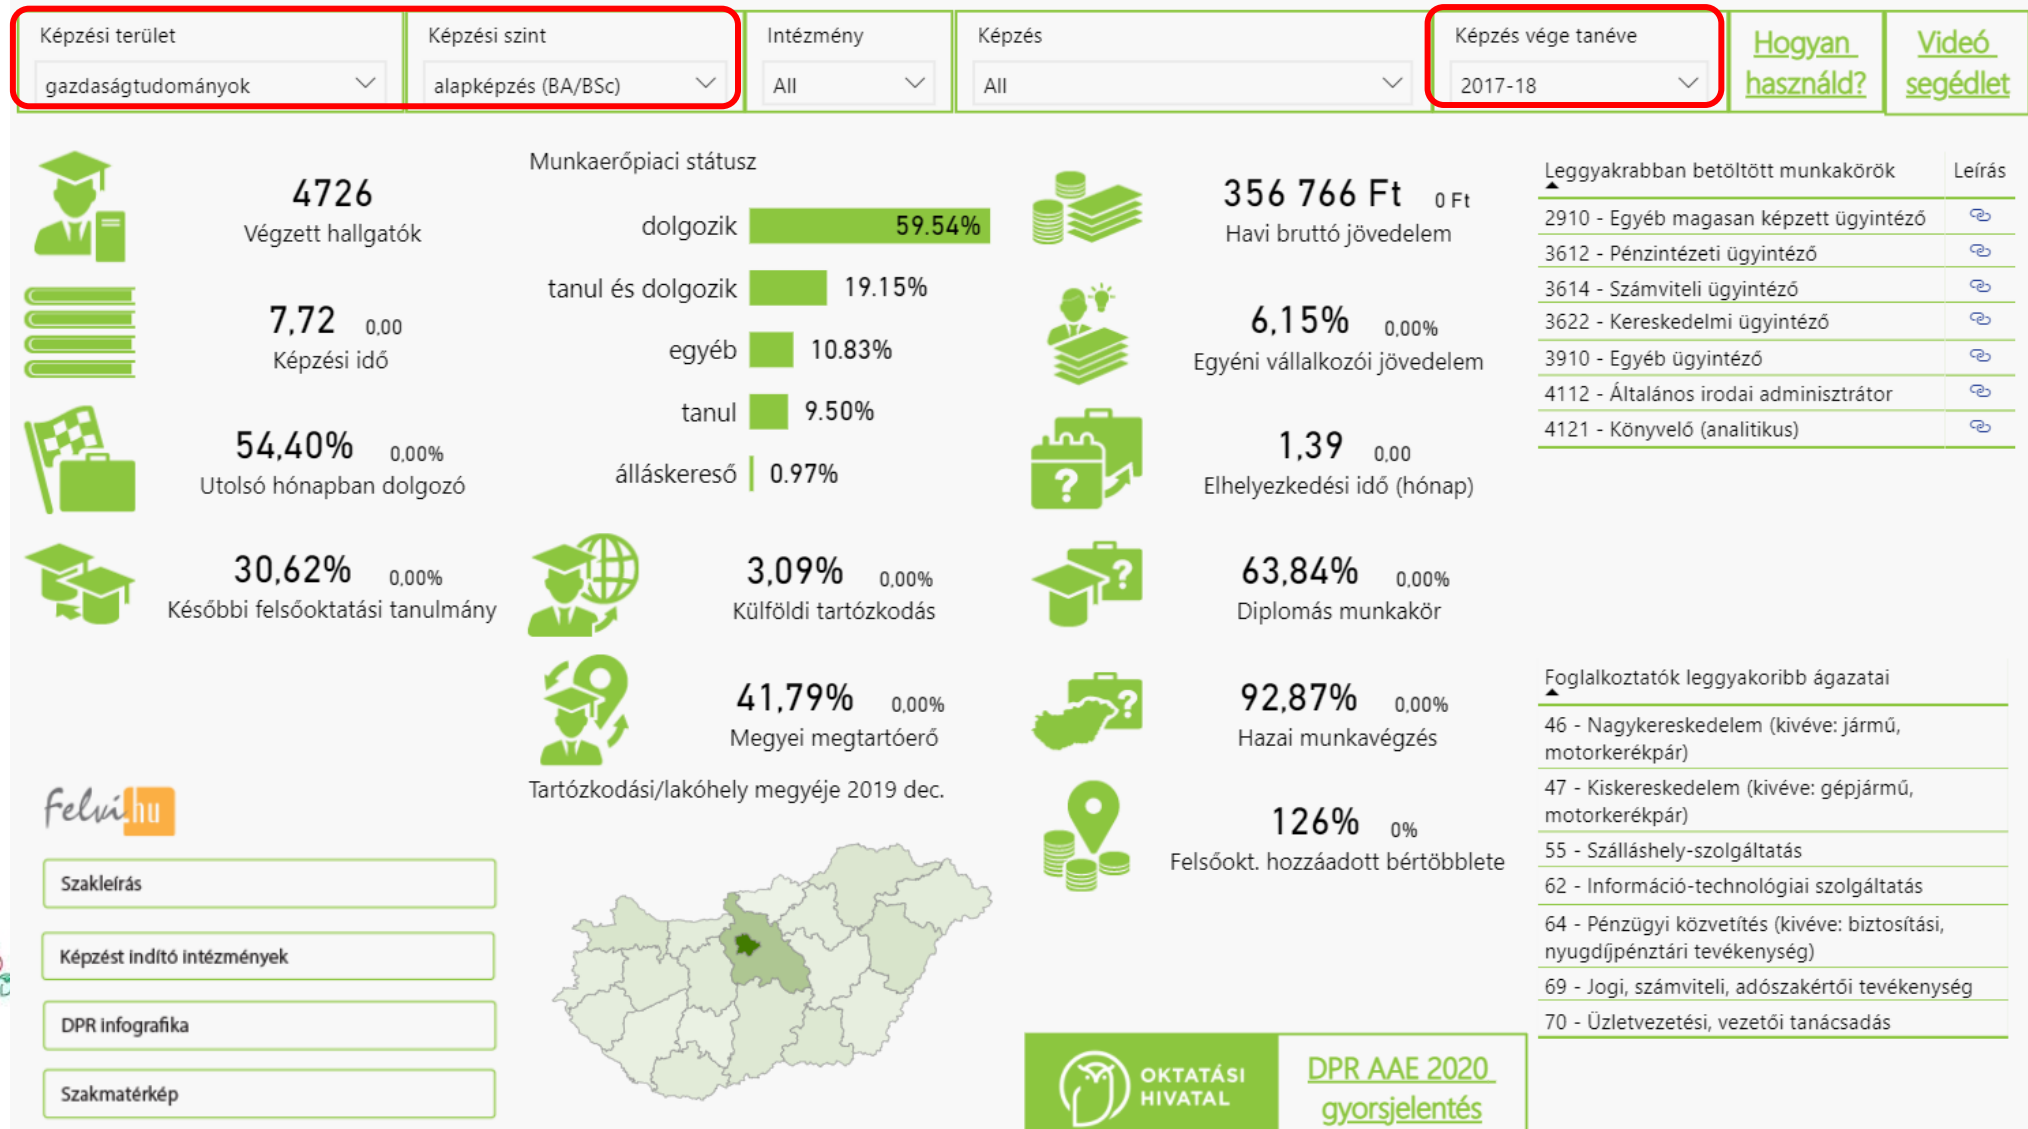 Képzési terület
gazdaságtudományok
Képzési szint
alapképzés (BA/BSc)
Intézmény
All
Képzés
All
Képzés vége tanéve
2017-18
Hogyan
használd?
Videó
segédlet
4726
Végzett hallgatók
7,72 0,00
Képzési idő
54,40% 0,00%
Utolsó hónapban dolgozó
30,62% 0,00%
Későbbi felsőoktatási tanulmány
Munkaerőpiaci státusz
dolgozik 59.54%
tanul és dolgozik 19.15%
egyéb 10.83%
tanul 9.50%
álláskereső 0.97%
3,09% 0,00%
Külföldi tartózkodás
41,79% 0,00%
Megyei megtartóerő
Tartózkodási/lakóhely megyéje 2019 dec.
356 766 Ft 0 Ft
Havi bruttó jövedelem
6,15% 0,00%
Egyéni vállalkozói jövedelem
1,39 0,00
Elhelyezkedési idő (hónap)
63,84% 0,00%
Diplomás munkakör
92,87% 0,00%
Hazai munkavégzés
126% 0%
Felsőokt. hozzáadott bértöbblete
Leggyakrabban betöltött munkakörök Leírás
2910 - Egyéb magasan képzett ügyintéző
3612 - Pénzintézeti ügyintéző
3614 - Számviteli ügyintéző
3622 - Kereskedelmi ügyintéző
3910 - Egyéb ügyintéző
4112 - Általános irodai adminisztrátor
4121 - Könyvelő (analitikus)
Foglalkoztatók leggyakoribb ágazatai
46 - Nagykereskedelem (kivéve: jármű,
motorkerékpár)
47 - Kiskereskedelem (kivéve: gépjármű,
motorkerékpár)
55 - Szálláshely-szolgáltatás
62 - Információ-technológiai szolgáltatás
64 - Pénzügyi közvetítés (kivéve: biztosítási,
nyugdíjpénztári tevékenység)
69 - Jogi, számviteli, adószakértői tevékenység
70 - Üzletvezetési, vezetői tanácsadás
Felvi.hu
Szakleírás
Képzést indító intézmények
DPR infografika
Szakmatérkép
OKTATÁSI
HIVATAL
DPR AAE 2020
gyorsjelentés